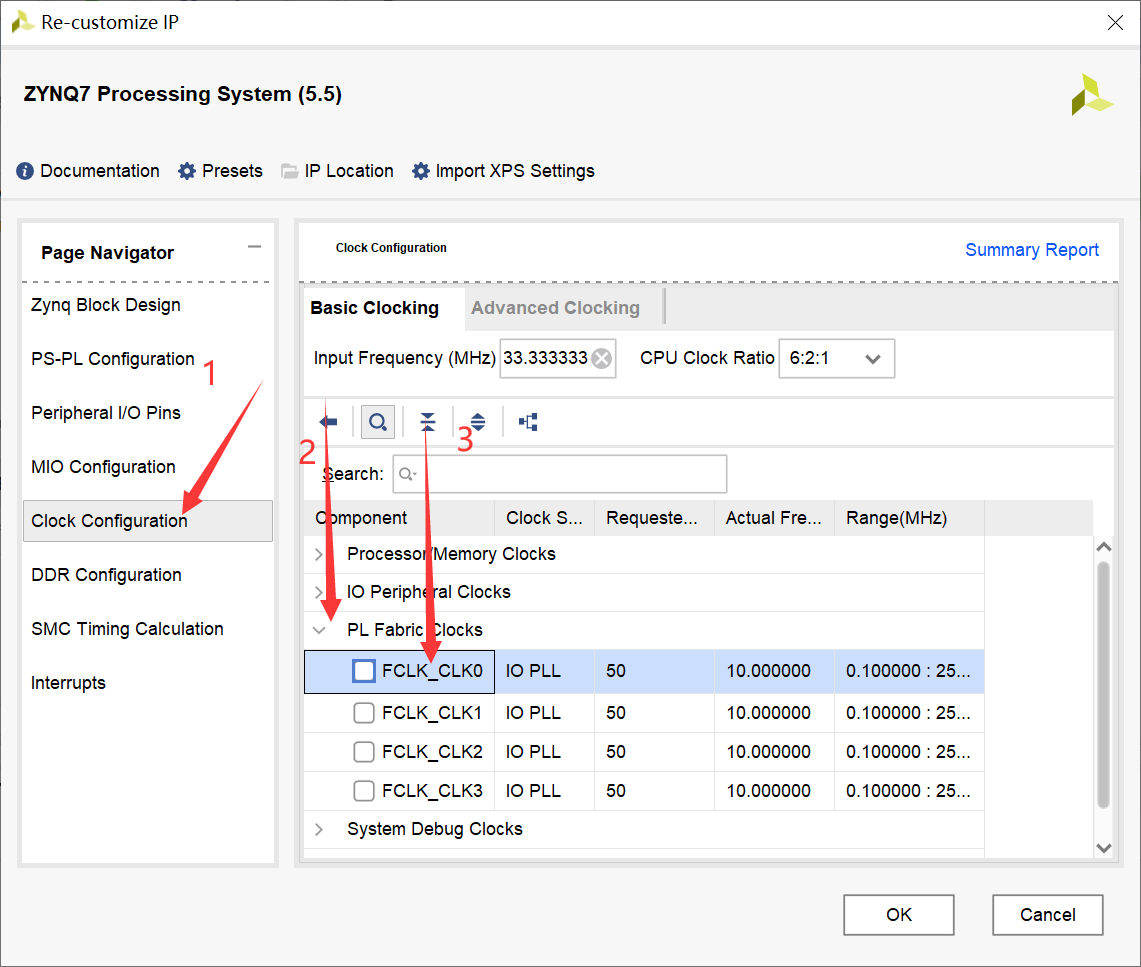 Re-customize IP
ZYNQ7 Processing System (5.5)
Documentation Presets IP Location Import XPS Settings
Page Navigator
Zynq Block Design
PS-PL Configuration
Peripheral I/O Pins
MIO Configuration
Clock Configuration
DDR Configuration
SMC Timing Calculation
Interrupts
1
Clock Configuration Summary Report
Basic Clocking Advanced Clocking
Input Frequency (MHz) 33.333333 CPU Clock Ratio 6:2:1
2 3
Search:
Component Clock S... Requeste... Actual Fre... Range(MHz)
Processor/Memory Clocks
IO Peripheral Clocks
PL Fabric Clocks
FCLK_CLK0 IO PLL 50 10.000000 0.100000 : 25...
FCLK_CLK1 IO PLL 50 10.000000 0.100000 : 25...
FCLK_CLK2 IO PLL 50 10.000000 0.100000 : 25...
FCLK_CLK3 IO PLL 50 10.000000 0.100000 : 25...
System Debug Clocks
OK Cancel